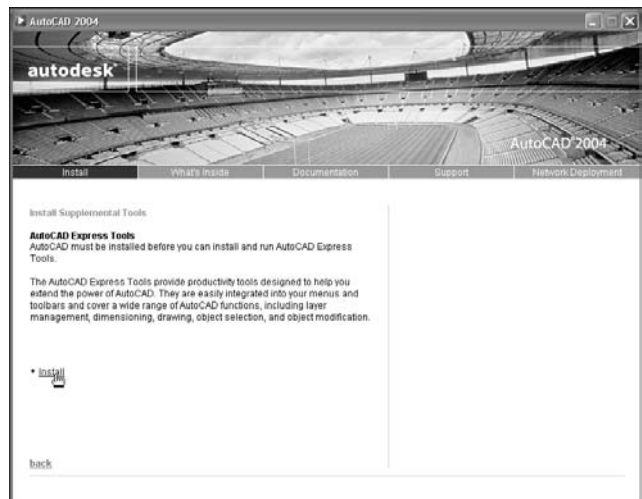 AutoCAD 2004
autodesk
AutoCAD 2004
Install
What's Inside
Documentation
Support
Network Deployment
Install Supplemental Tools
AutoCAD Express Tools
AutoCAD must be installed before you can install and run AutoCAD Express
Tools.
The AutoCAD Express Tools provide productivity tools designed to help you
extend the power of AutoCAD. They are easily integrated into your menus and
toolbars and cover a wide range of AutoCAD functions, including layer
management, dimensioning, drawing, object selection, and object modification.
• Install
back